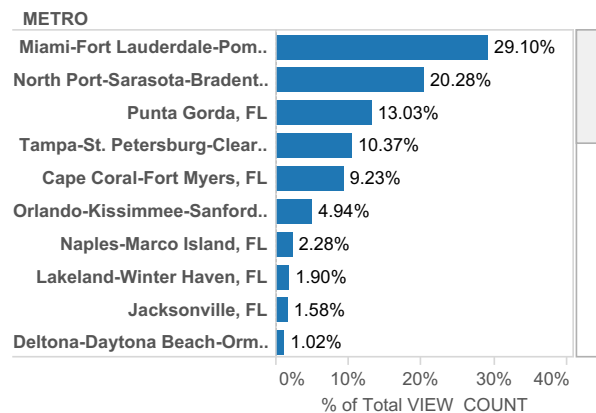 METRO
Miami-Fort Lauderdale-Pom.. 29.10%
North Port-Sarasota-Bradent.. 20.28%
Punta Gorda, FL 13.03%
Tampa-St. Petersburg-Clear.. 10.37%
Cape Coral-Fort Myers, FL 9.23%
Orlando-Kissimmee-Sanford.. 4.94%
Naples-Marco Island, FL 2.28%
Lakeland-Winter Haven, FL 1.90%
Jacksonville, FL 1.58%
Deltona-Daytona Beach-Orm.. 1.02%
0% 10% 20% 30% 40%
% of Total VIEW_COUNT